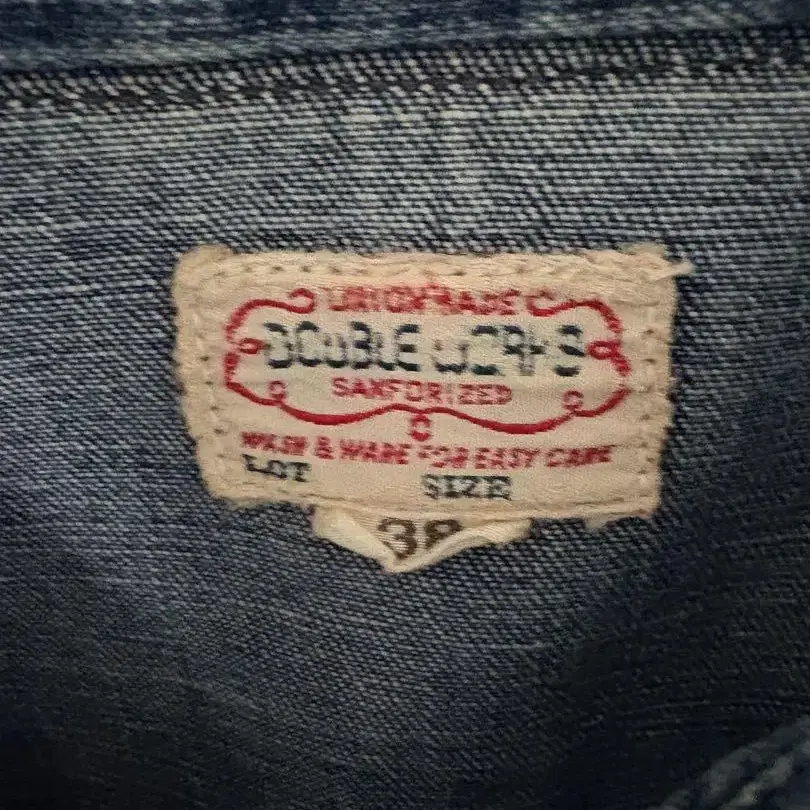 UNION MADE
DOUBLE WORKS
SANFORIZED
WASH & WARE FOR EASY CARE
LOT SIZE
38